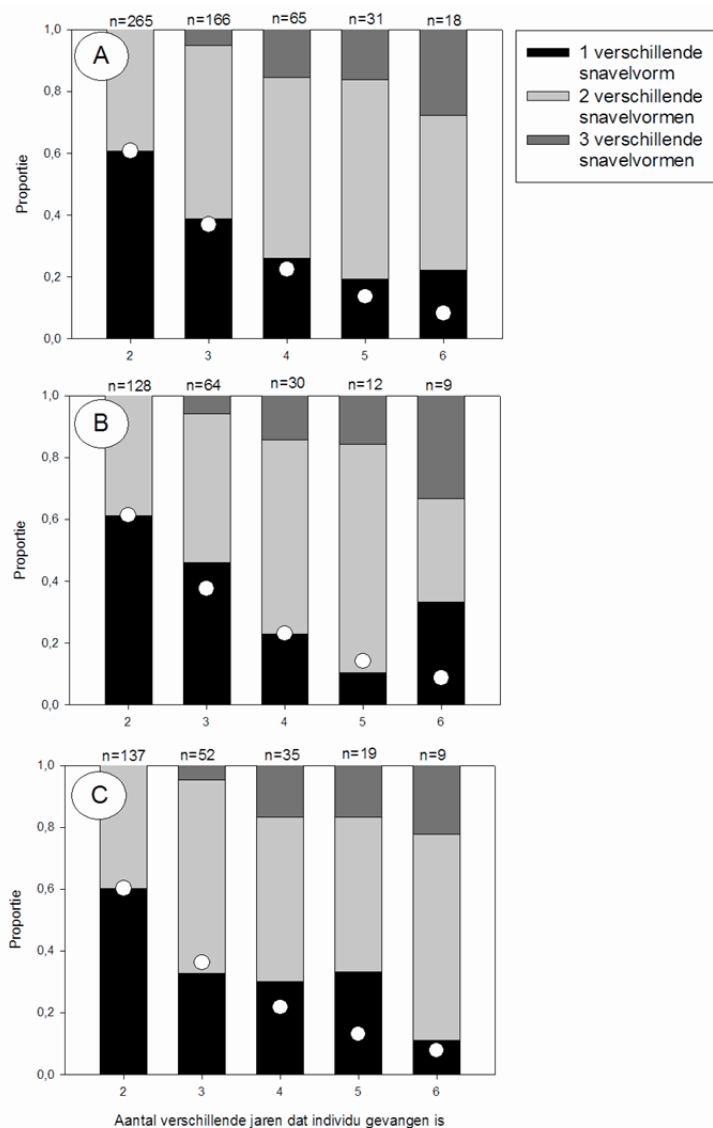 n=265 n=166 n=65 n=31 n=18
A
1,0
0,8
0,6
0,4
0,2
0,0
Proportie
2 3 4 5 6
1 verschillende
snavelvorm
2 verschillende
snavelvormen
3 verschillende
snavelvormen
n=128 n=64 n=30 n=12 n=9
B
1,0
0,8
0,6
0,4
0,2
0,0
Proportie
2 3 4 5 6
n=137 n=52 n=35 n=19 n=9
C
1,0
0,8
0,6
0,4
0,2
0,0
Proportie
2 3 4 5 6
Aantal verschillende jaren dat individu gevangen is